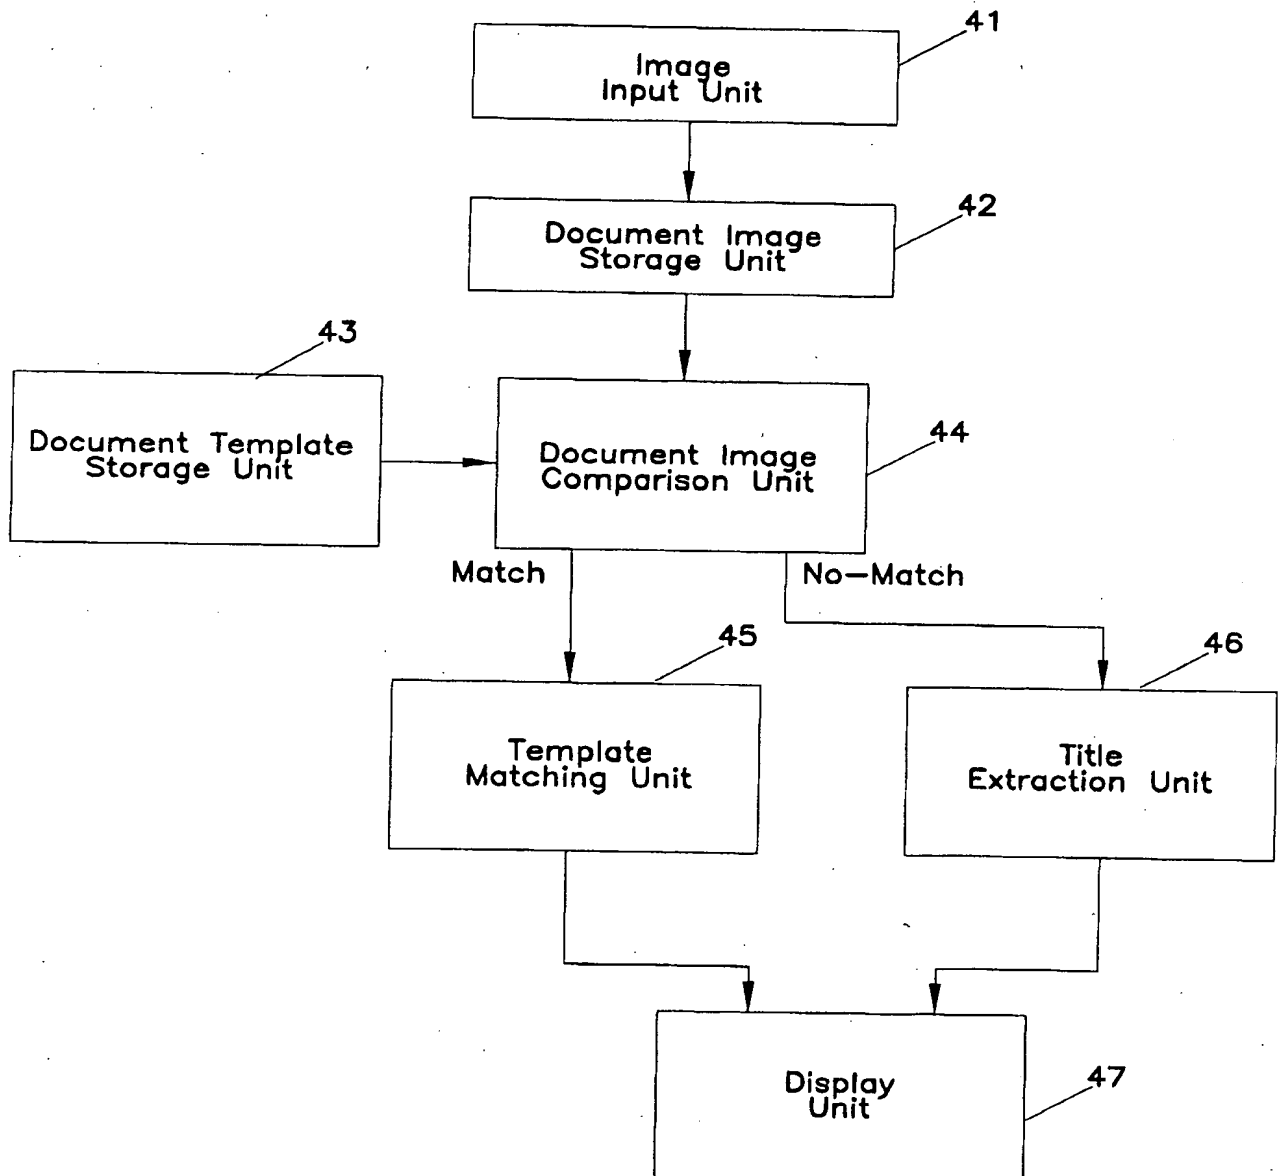 41
Image
Input Unit
42
Document Image
Storage Unit
43
Document Template
Storage Unit
44
Document Image
Comparison Unit
Match
No-Match
45
Template
Matching Unit
46
Title
Extraction Unit
Display
Unit
47